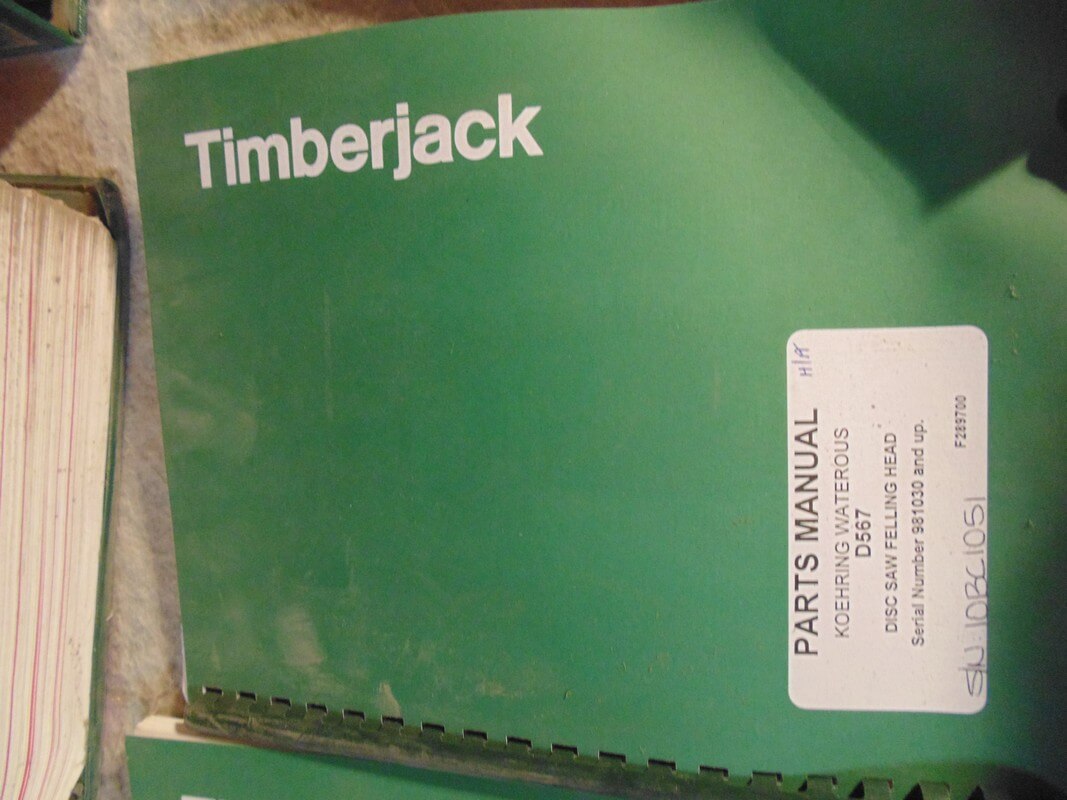 Timberjack
PARTS MANUAL
KOEHRING WATEROUS
D567
DISC SAW FELLING HEAD
Serial Number 981030 and up.
F289700